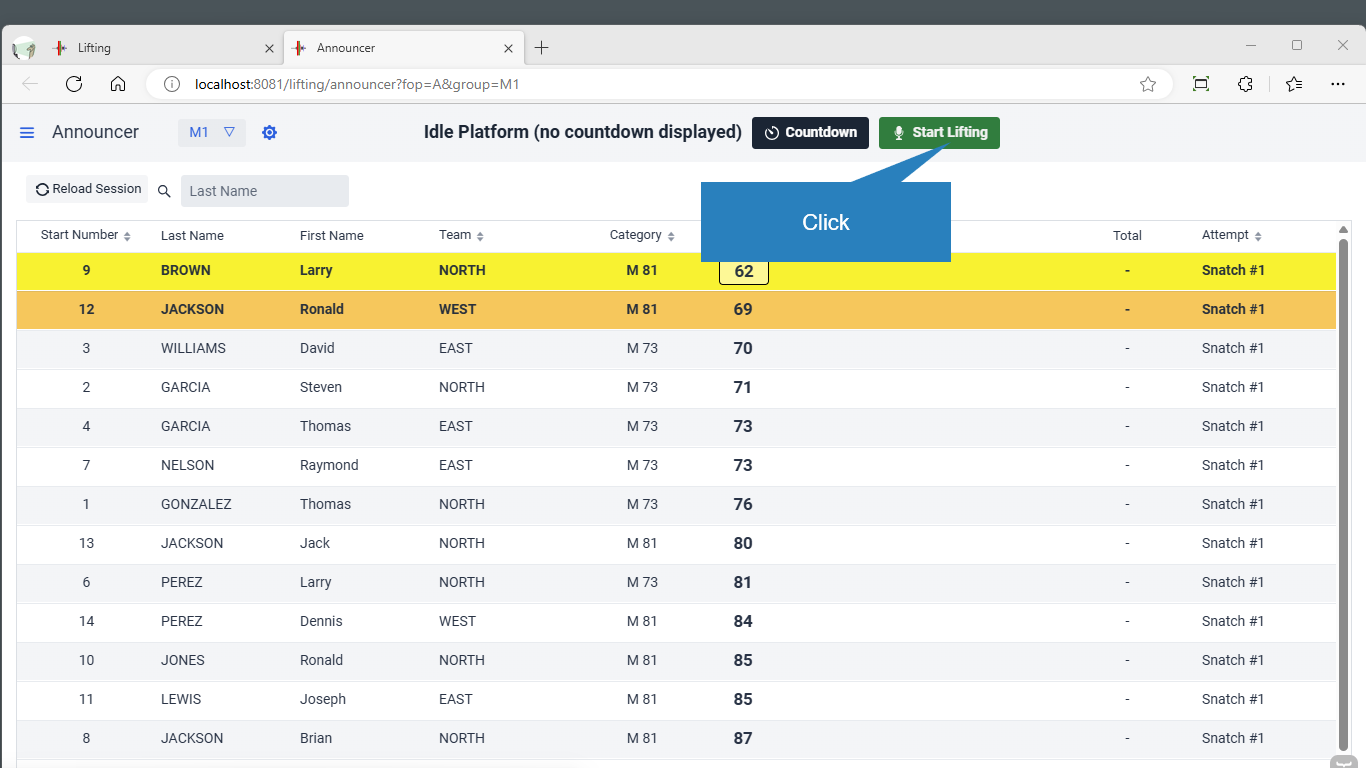 Lifting
Announcer
localhost:8081/lifting/announcer?fop=A&group=M1
Announcer M1 Idle Platform (no countdown displayed) Countdown Start Lifting
Reload Session Last Name
Click
Start Number Last Name First Name Team Category Total Attempt
9 BROWN Larry NORTH M 81 62 - Snatch #1
12 JACKSON Ronald WEST M 81 69 - Snatch #1
3 WILLIAMS David EAST M 73 70 - Snatch #1
2 GARCIA Steven NORTH M 73 71 - Snatch #1
4 GARCIA Thomas EAST M 73 73 - Snatch #1
7 NELSON Raymond EAST M 73 73 - Snatch #1
1 GONZALEZ Thomas NORTH M 73 76 - Snatch #1
13 JACKSON Jack NORTH M 81 80 - Snatch #1
6 PEREZ Larry NORTH M 73 81 - Snatch #1
14 PEREZ Dennis WEST M 81 84 - Snatch #1
10 JONES Ronald NORTH M 81 85 - Snatch #1
11 LEWIS Joseph EAST M 81 85 - Snatch #1
8 JACKSON Brian NORTH M 81 87 - Snatch #1